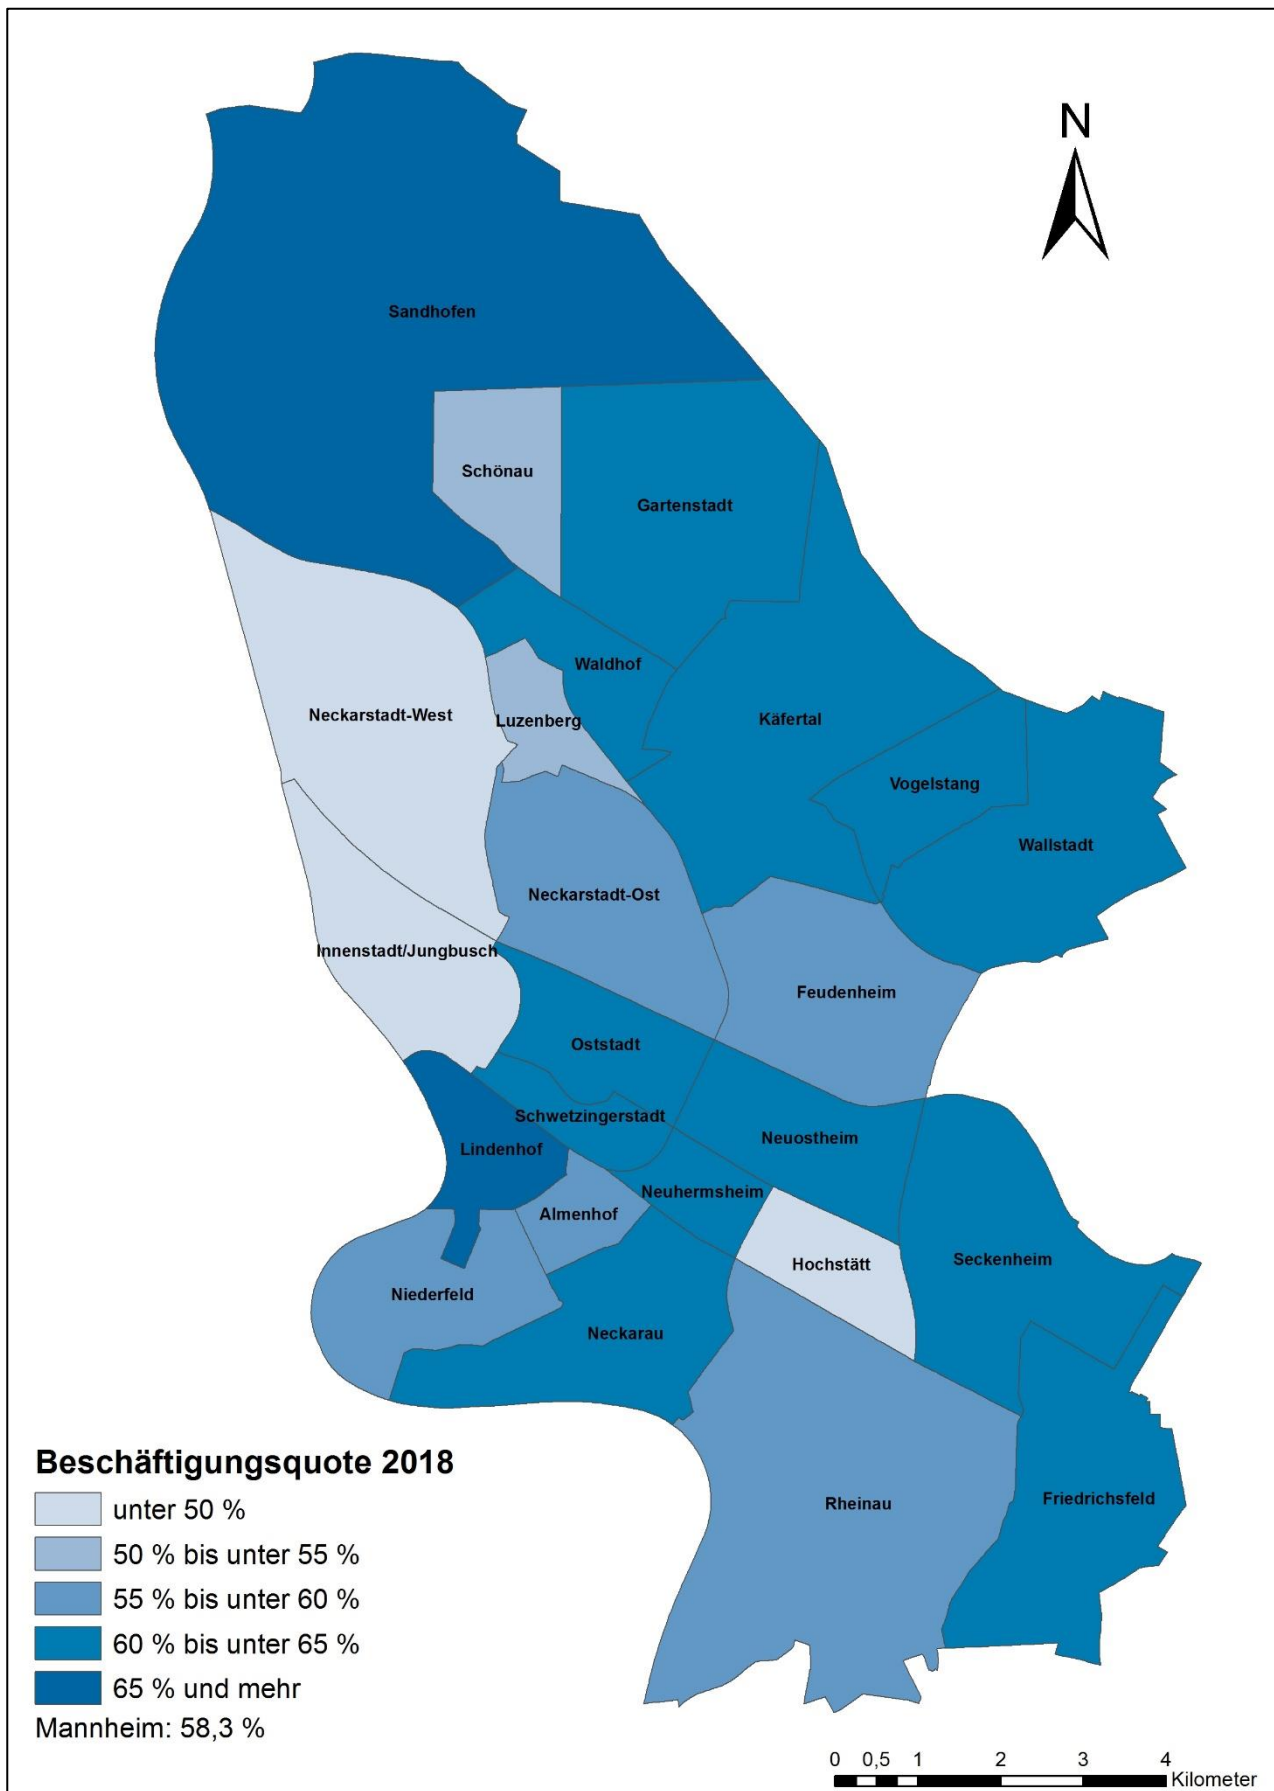 N
Sandhofen
Schönau
Gartenstadt
Waldhof
Neckarstadt-West
Luzenberg
Käfertal
Vogelstang
Wallstadt
Neckarstadt-Ost
Innenstadt/Jungbusch
Feudenheim
Oststadt
Schwetzingerstadt
Neuostheim
Lindenhof
Neuhermsheim
Almenhof
Hochstätt
Seckenheim
Niederfeld
Neckarau
Rheinau
Friedrichsfeld
Beschäftigungsquote 2018
unter 50 %
50 % bis unter 55 %
55 % bis unter 60 %
60 % bis unter 65 %
65 % und mehr
Mannheim: 58,3 %
0 0,5 1 2 3 4
Kilometer